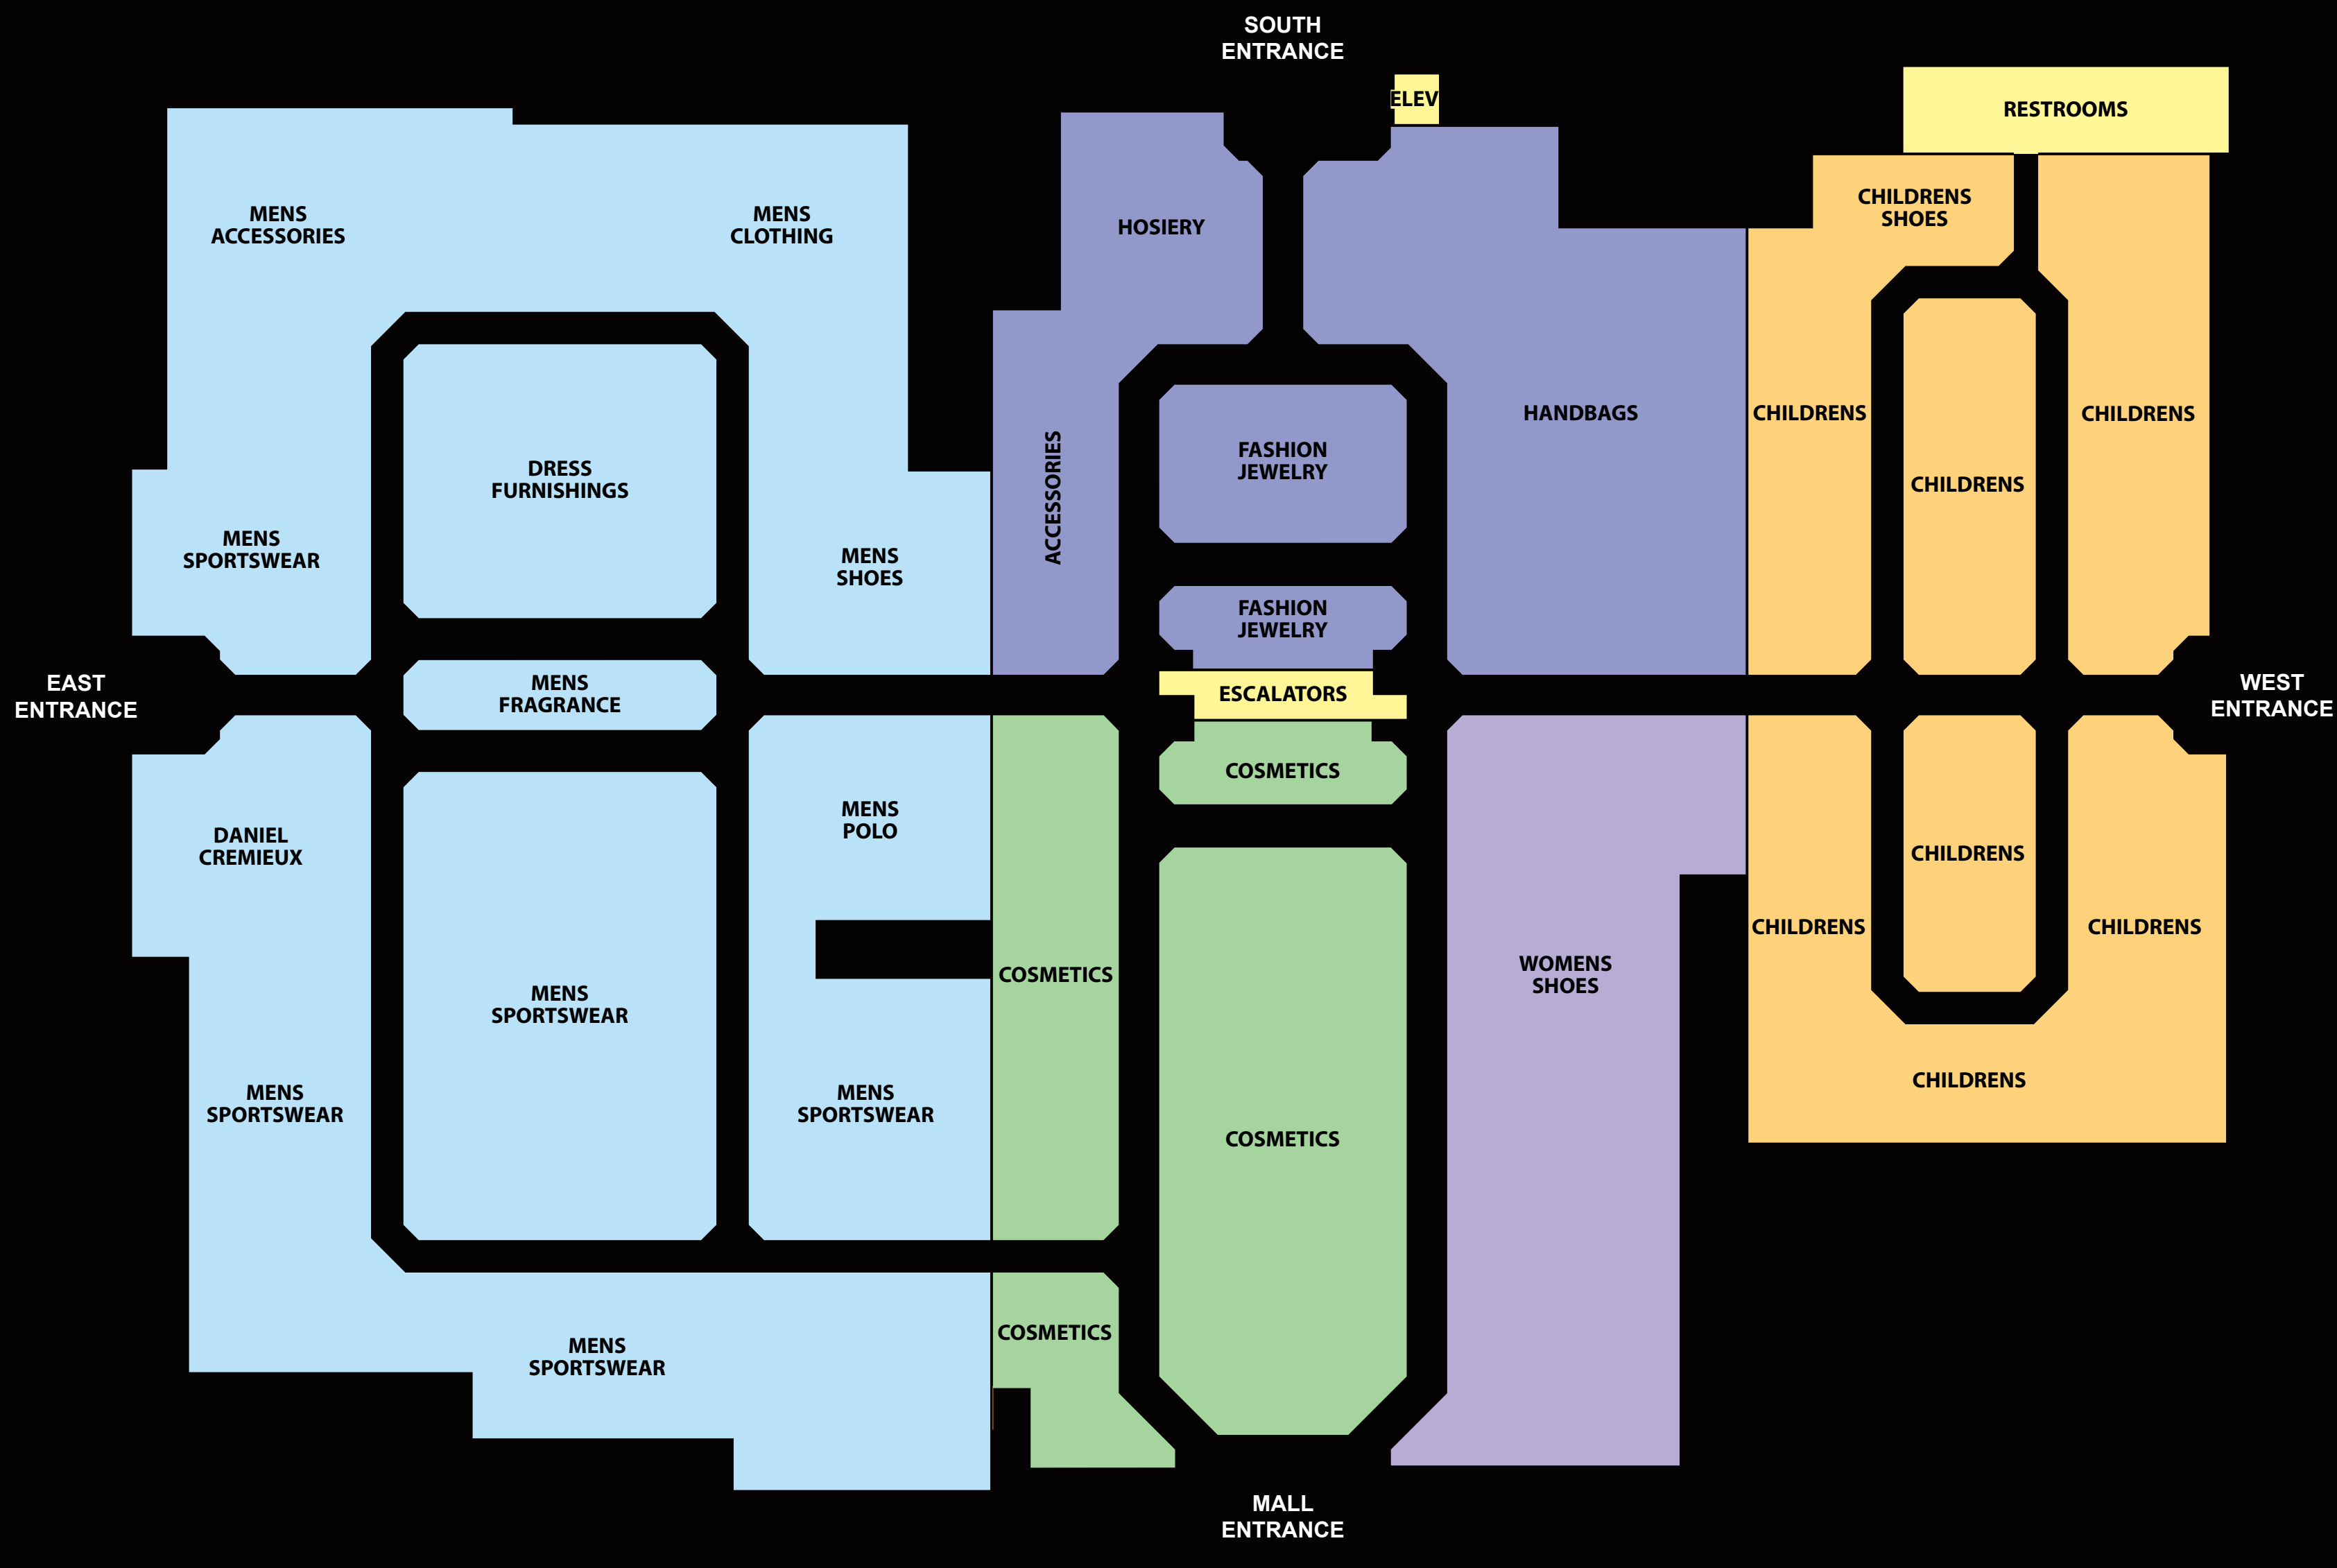 SOUTH
ENTRANCE
ELEV
RESTROOMS
MENS
ACCESSORIES
MENS
CLOTHING
HOSIERY
CHILDRENS
SHOES
DRESS
FURNISHINGS
ACCESSORIES
FASHION
JEWELRY
HANDBAGS
CHILDRENS
CHILDRENS
CHILDRENS
MENS
SPORTSWEAR
MENS
SHOES
FASHION
JEWELRY
EAST
ENTRANCE
MENS
FRAGRANCE
ESCALATORS
WEST
ENTRANCE
DANIEL
CREMIEUX
MENS
POLO
COSMETICS
CHILDRENS
MENS
SPORTSWEAR
COSMETICS
WOMENS
SHOES
CHILDRENS
CHILDRENS
MENS
SPORTSWEAR
MENS
SPORTSWEAR
COSMETICS
CHILDRENS
MENS
SPORTSWEAR
COSMETICS
MALL
ENTRANCE